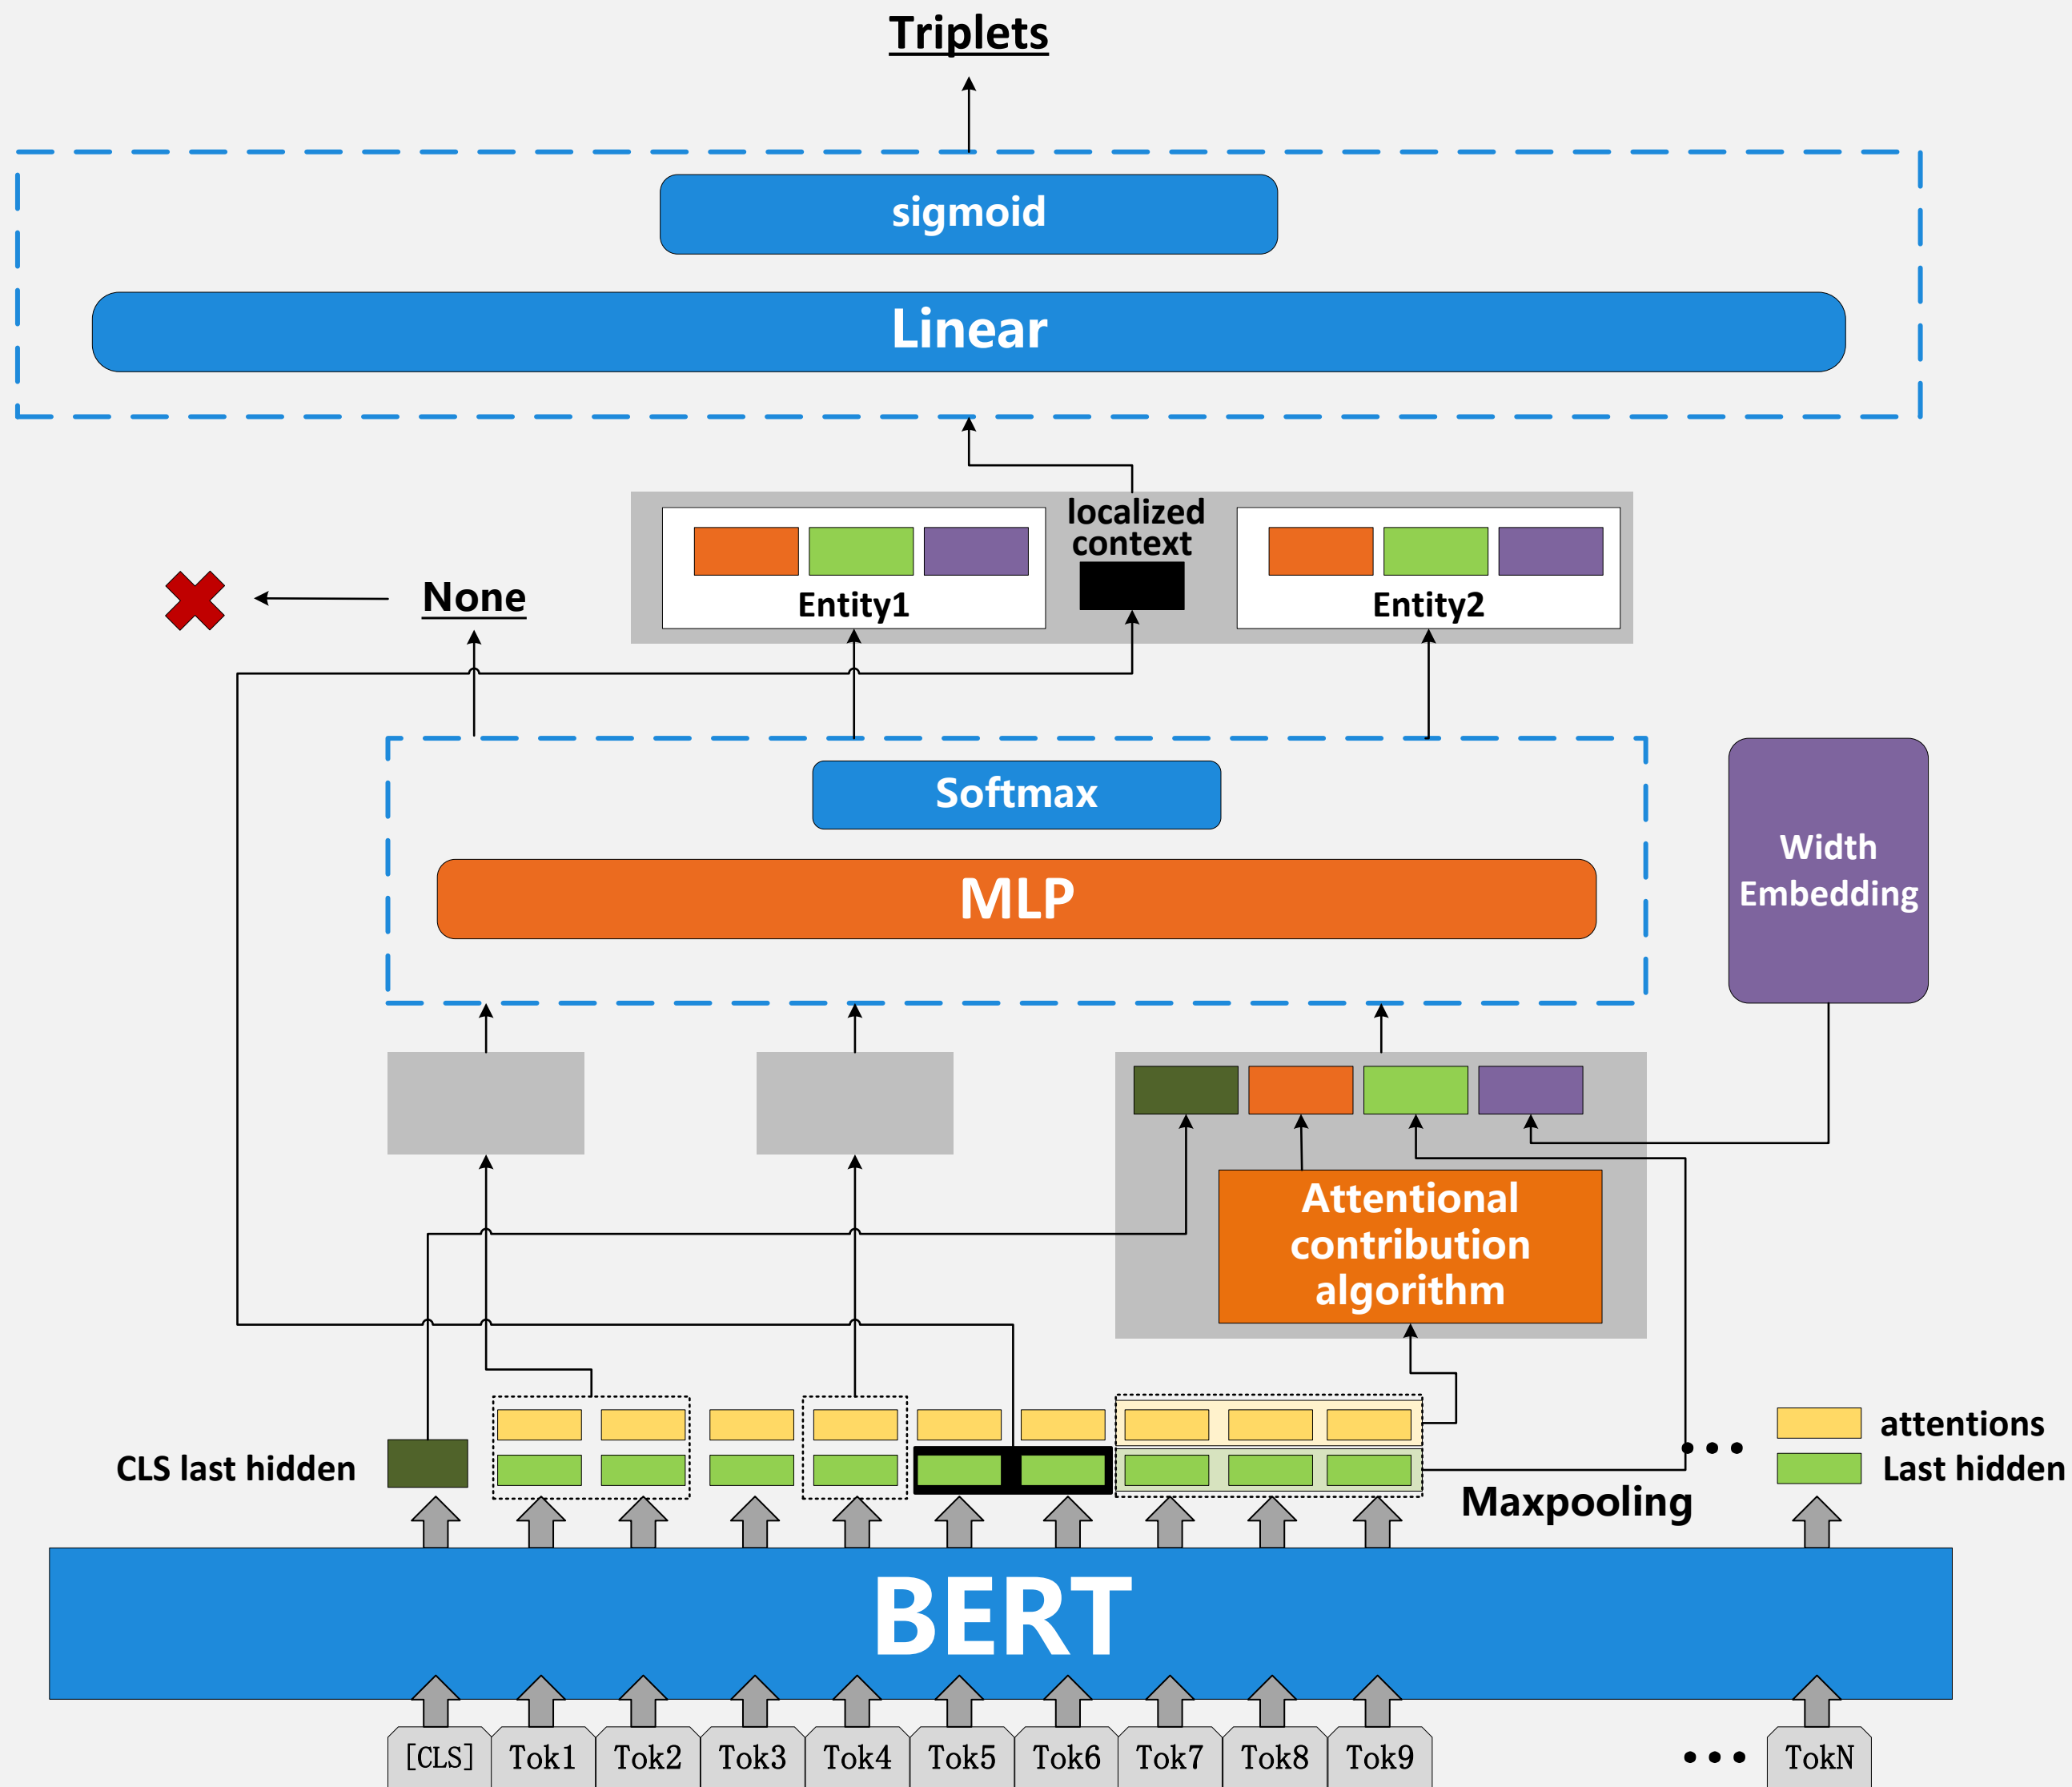 Triplets
sigmoid
Linear
localized
context
Entity1
Entity2
None
Softmax
MLP
Width
Embedding
Attentional
contribution
algorithm
attentions
CLS last hidden
Last hidden
Maxpooling
BERT
[CLS] Tok1 Tok2 Tok3 Tok4 Tok5 Tok6 Tok7 Tok8 Tok9 ••• TokN